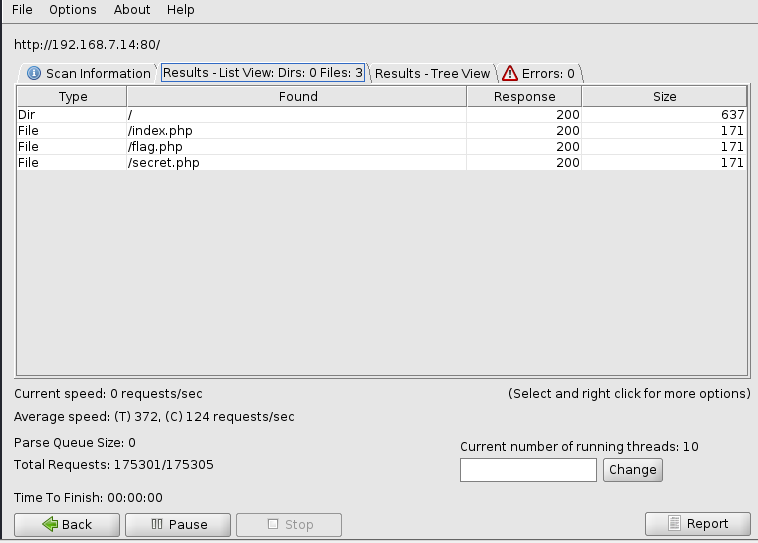 File Options About Help
http://192.168.7.14:80/
Scan Information Results - List View: Dirs: 0 Files: 3 Results - Tree View Errors: 0
Type Found Response Size
Dir / 200 637
File /index.php 200 171
File /flag.php 200 171
File /secret.php 200 171
Current speed: 0 requests/sec (Select and right click for more options)
Average speed: (T) 372, (C) 124 requests/sec
Parse Queue Size: 0
Current number of running threads: 10
Total Requests: 175301/175305
Change
Time To Finish: 00:00:00
Back Pause Stop Report